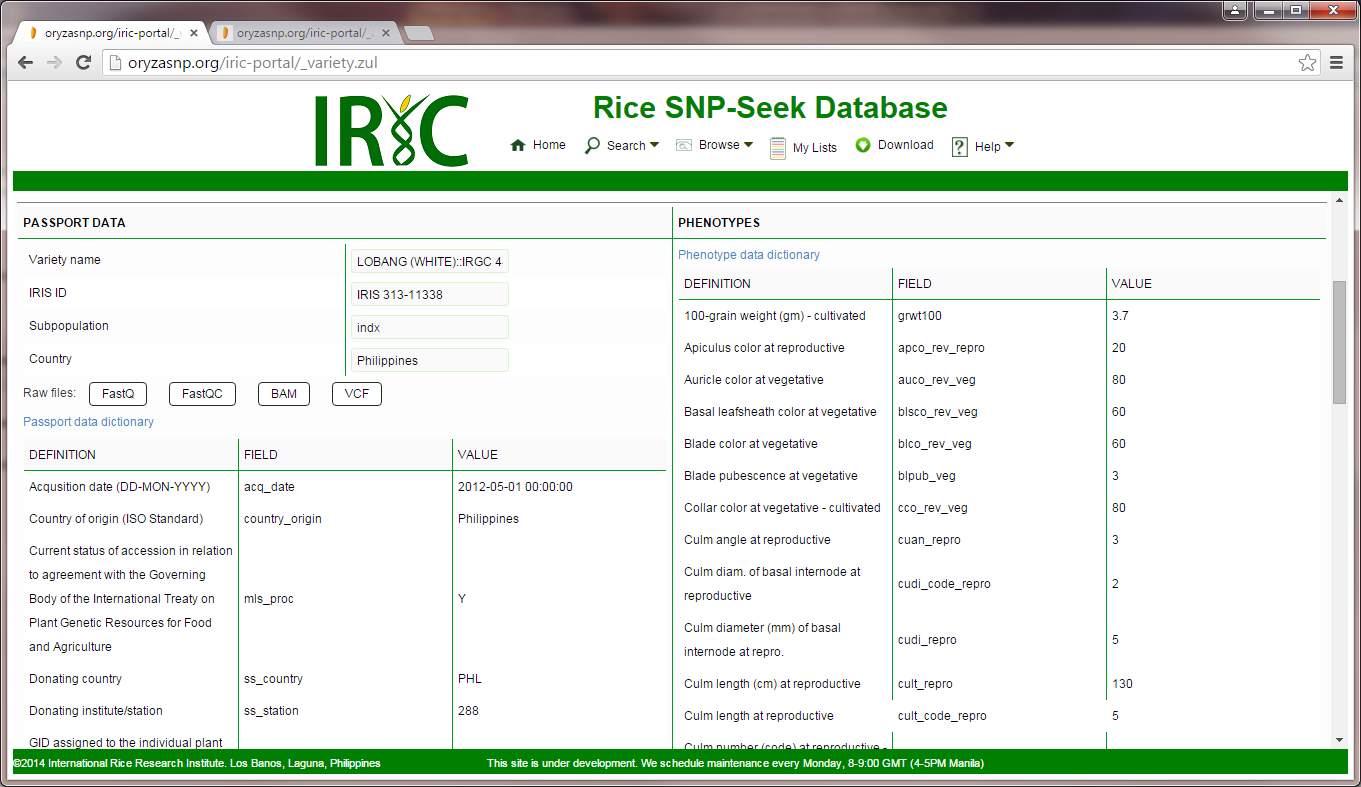 oryzasnp.org/iric-portal/_v
oryzasnp.org/iric-portal/_
oryzasnp.org/iric-portal/_variety.zul
IRIC
Rice SNP-Seek Database
Home Search Browse My Lists Download Help
PASSPORT DATA
Variety name LOBANG (WHITE)::IRGC 4
IRIS ID IRIS 313-11338
Subpopulation indx
Country Philippines
Raw files: FastQ FastQC BAM VCF
Passport data dictionary
DEFINITION FIELD VALUE
Acqusition date (DD-MON-YYYY) acq_date 2012-05-01 00:00:00
Country of origin (ISO Standard) country_origin Philippines
Current status of accession in relation
to agreement with the Governing
Body of the International Treaty on mls_proc Y
Plant Genetic Resources for Food
and Agriculture
Donating country ss_country PHL
Donating institute/station ss_station 288
GID assigned to the individual plant
PHENOTYPES
Phenotype data dictionary
DEFINITION FIELD VALUE
100-grain weight (gm) - cultivated grwt100 3.7
Apiculus color at reproductive apco_rev_repro 20
Auricle color at vegetative auco_rev_veg 80
Basal leafsheath color at vegetative blsco_rev_veg 60
Blade color at vegetative blco_rev_veg 60
Blade pubescence at vegetative blpub_veg 3
Collar color at vegetative - cultivated cco_rev_veg 80
Culm angle at reproductive cuan_repro 3
Culm diam. of basal internode at
reproductive cudi_code_repro 2
Culm diameter (mm) of basal
internode at repro. cudi_repro 5
Culm length (cm) at reproductive cult_repro 130
Culm length at reproductive cult_code_repro 5
Culm number (code) at reproductive -
©2014 International Rice Research Institute. Los Banos, Laguna, Philippines This site is under development. We schedule maintenance every Monday, 8-9:00 GMT (4-5PM Manila)